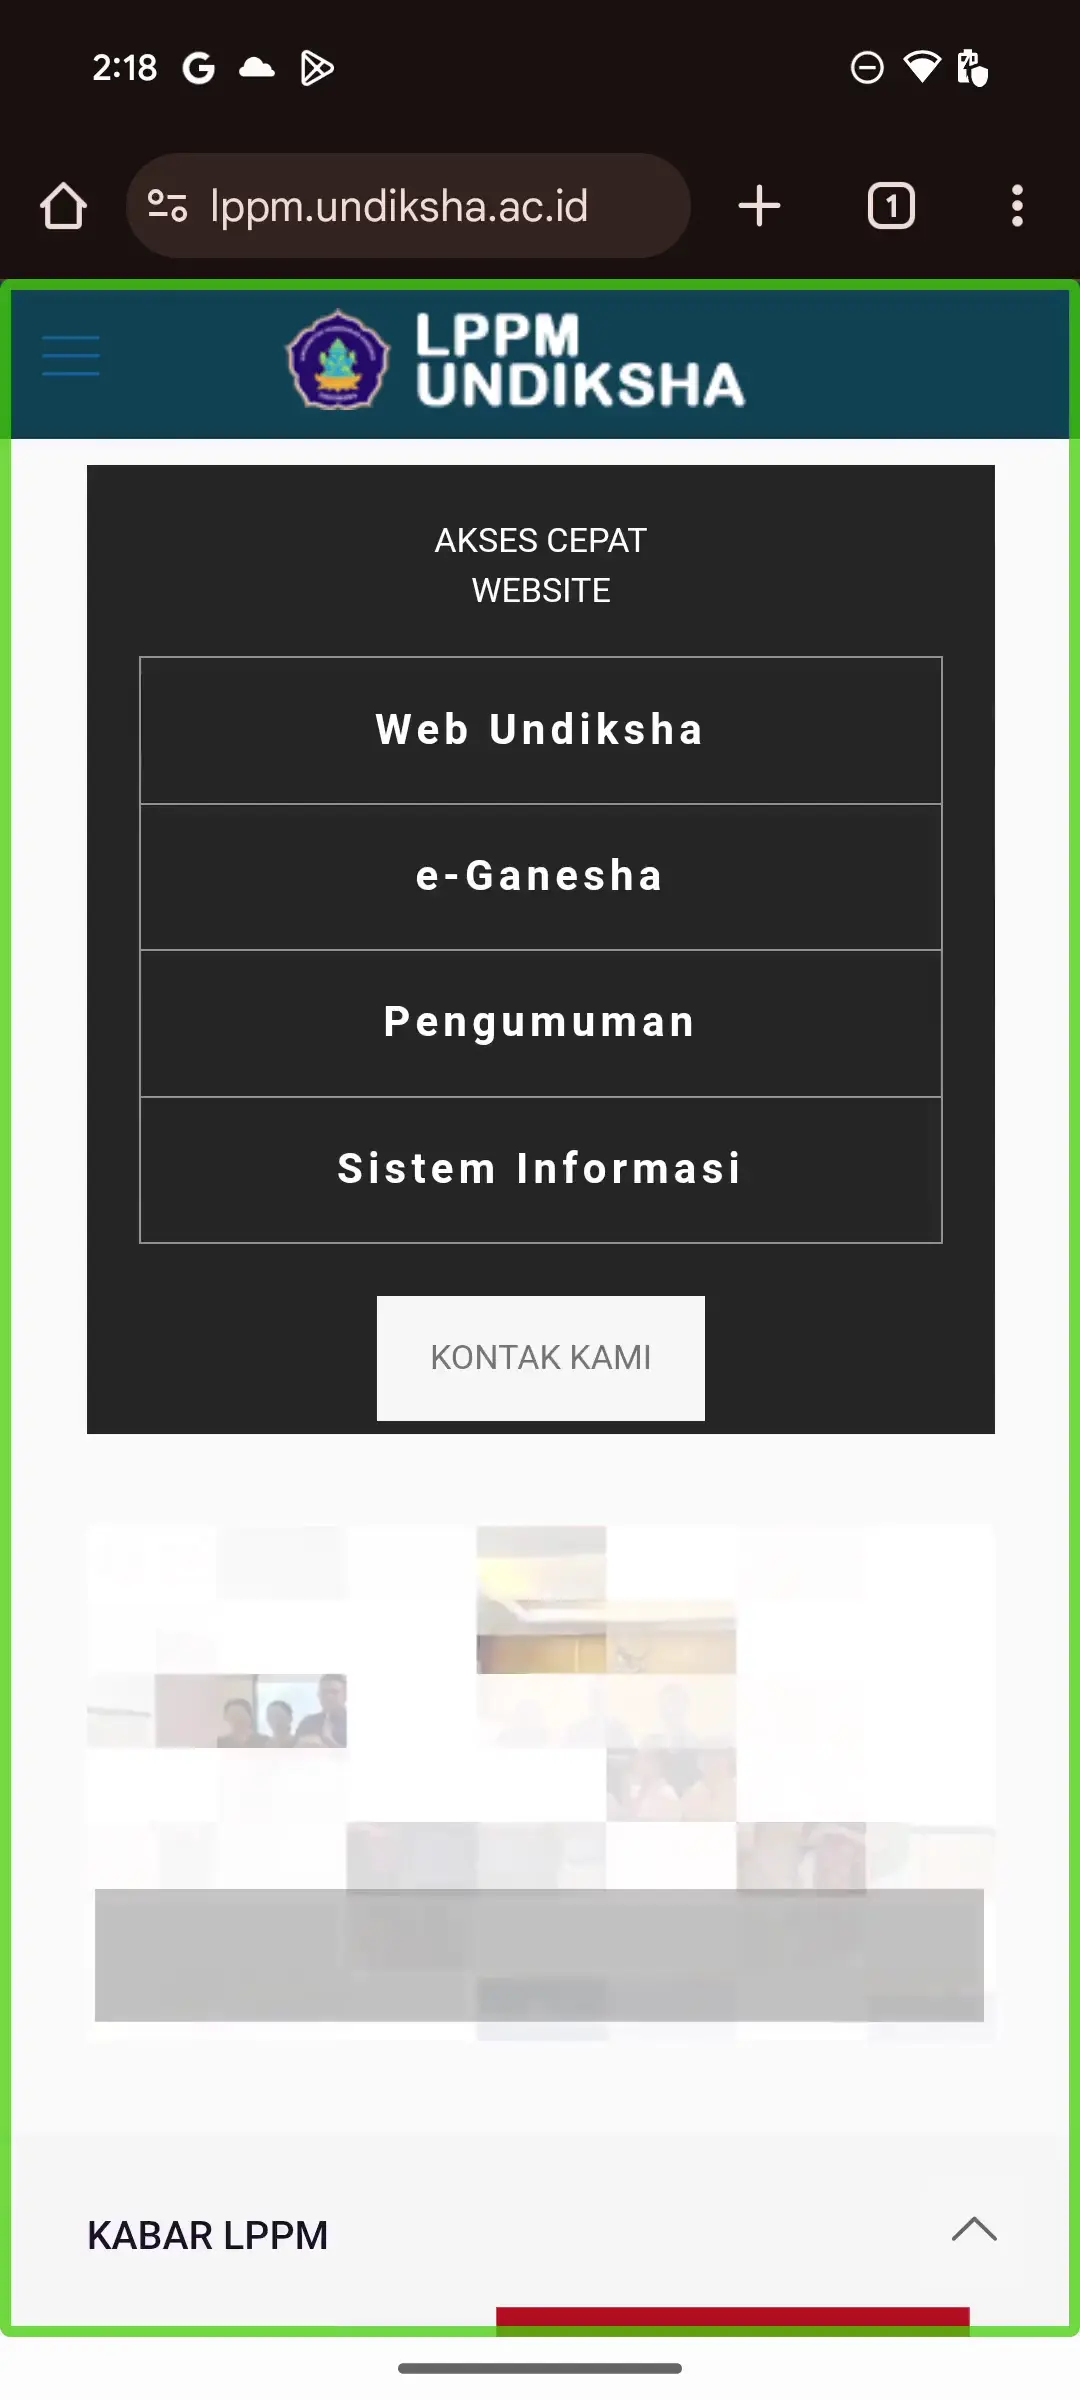 2:18
lppm.undiksha.ac.id
1
LPPM
UNDIKSHA
AKSES CEPAT
WEBSITE
Web Undiksha
e-Ganesha
Pengumuman
Sistem Informasi
KONTAK KAMI
KABAR LPPM